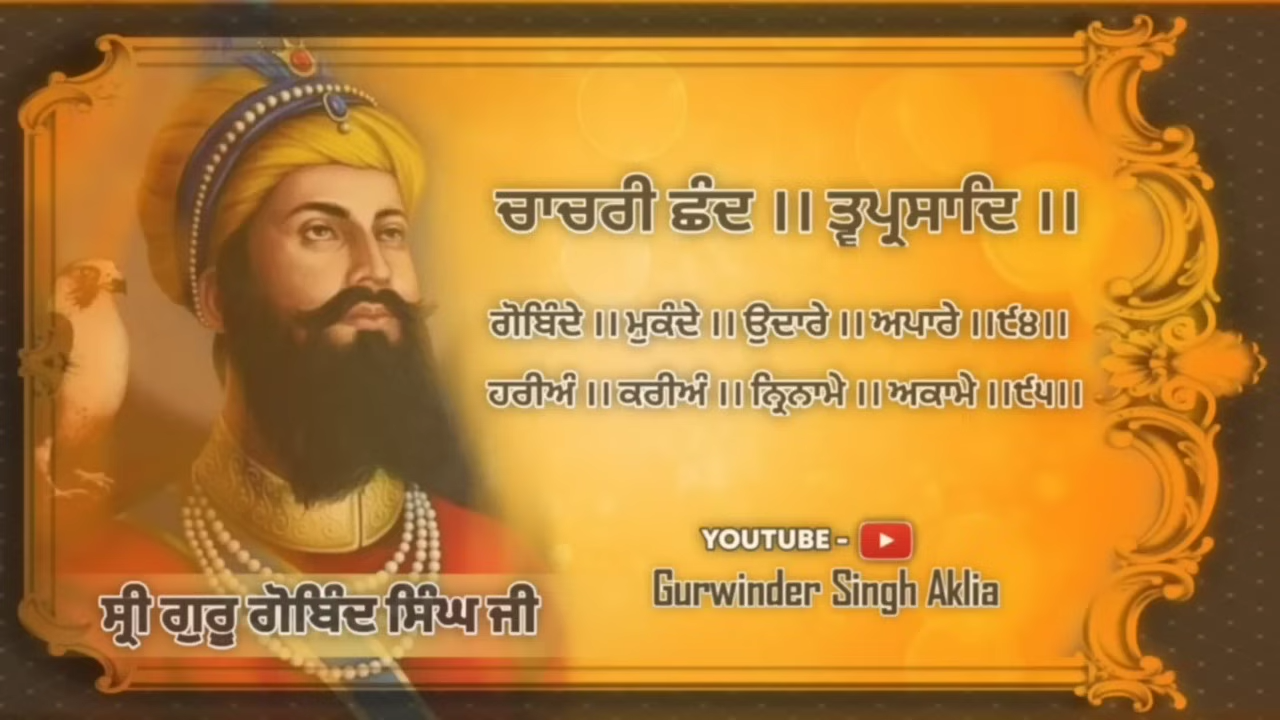 ਚਾਚਰੀ ਛੰਦ ॥ ਤ੍ਵਪ੍ਰਸਾਦਿ ॥
ਗੋਬਿੰਦੇ ॥ ਮੁਕੰਦੇ ॥ ਉਦਾਰੇ ॥ ਅਪਾਰੇ ॥੯੪॥
ਹਰੀਅੰ ॥ ਕਰੀਅੰ ॥ ਨ੍ਰਿਨਾਮੇ ॥ ਅਕਾਮੇ ॥੯੫॥
YOUTUBE -
Gurwinder Singh Aklia
ਸ੍ਰੀ ਗੁਰੂ ਗੋਬਿੰਦ ਸਿੰਘ ਜੀ